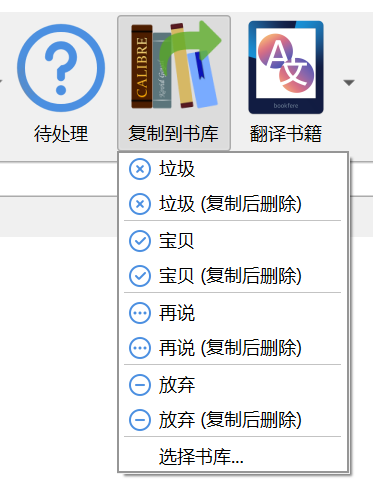 CALIBRE
bookfere
待处理
复制到书库
翻译书籍
垃圾
垃圾 (复制后删除)
宝贝
宝贝 (复制后删除)
再说
再说 (复制后删除)
放弃
放弃 (复制后删除)
选择书库...